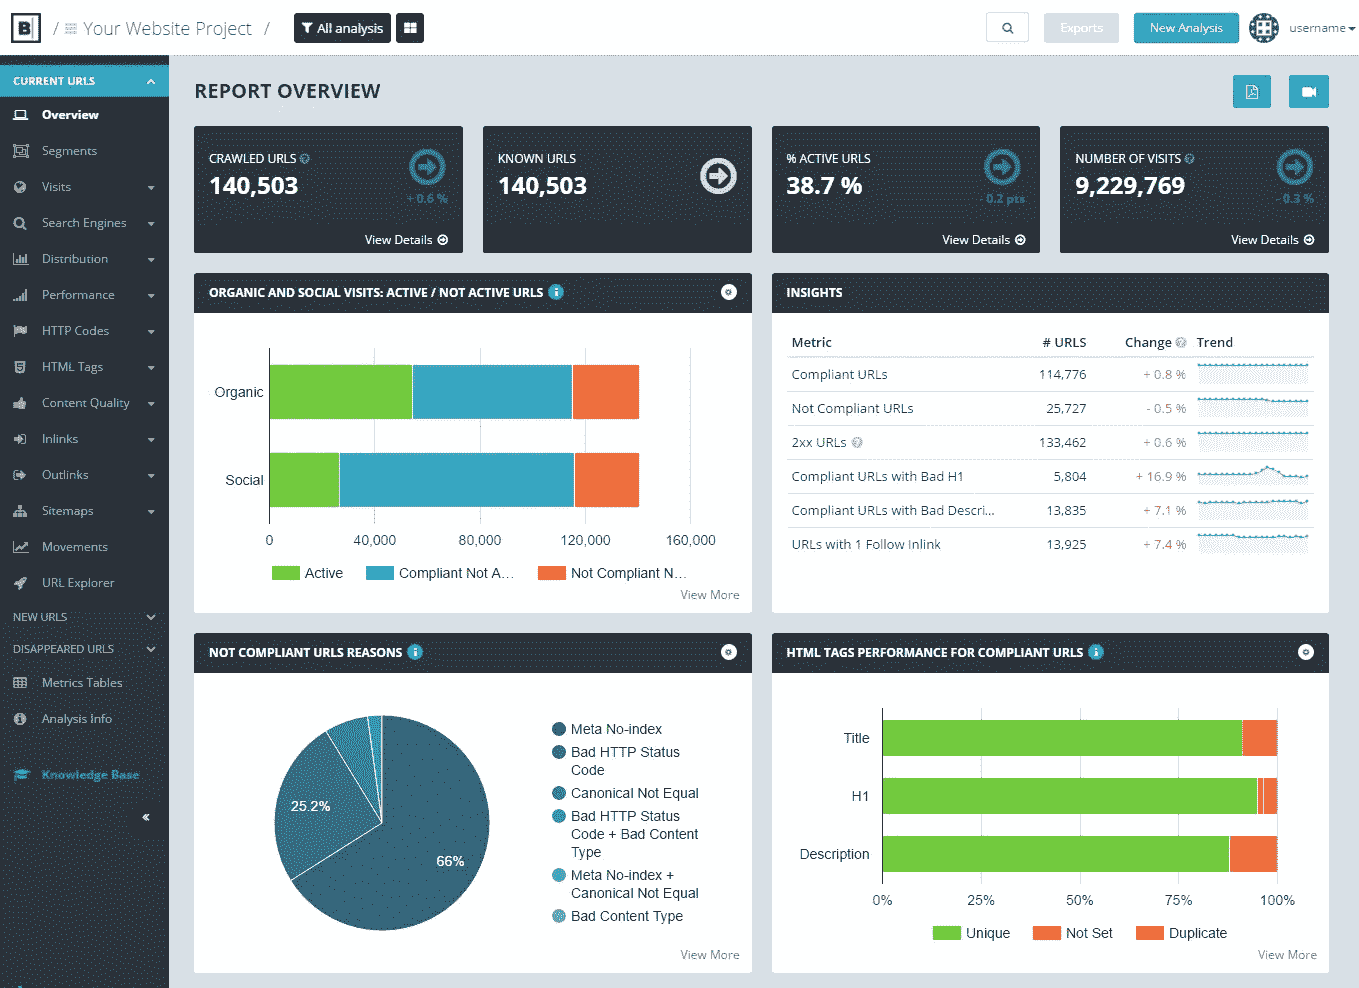 B / Your Website Project / All analysis Exports New Analysis username
CURRENT URLS
Overview
Segments
Visits
Search Engines
Distribution
Performance
HTTP Codes
HTML Tags
Content Quality
Inlinks
Outlinks
Sitemaps
Movements
URL Explorer
NEW URLS
DISAPPEARED URLS
Metrics Tables
Analysis Info
Knowledge Base
«
REPORT OVERVIEW
CRAWLED URLS
140,503
+ 0.6 %
View Details
KNOWN URLS
140,503
% ACTIVE URLS
38.7 %
- 0.2 pts
View Details
NUMBER OF VISITS
9,229,769
- 0.3 %
View Details
ORGANIC AND SOCIAL VISITS: ACTIVE / NOT ACTIVE URLS
Organic
Social
0 40,000 80,000 120,000 160,000
Active Compliant Not A... Not Compliant N...
View More
INSIGHTS
Metric # URLS Change Trend
Compliant URLs 114,776 + 0.8 %
Not Compliant URLs 25,727 - 0.5 %
2xx URLs 133,462 + 0.6 %
Compliant URLs with Bad H1 5,804 + 16.9 %
Compliant URLs with Bad Descri... 13,835 + 7.1 %
URLs with 1 Follow Inlink 13,925 + 7.4 %
NOT COMPLIANT URLS REASONS
25.2%
66%
Meta No-index
Bad HTTP Status
Code
Canonical Not Equal
Bad HTTP Status
Code + Bad Content
Type
Meta No-index +
Canonical Not Equal
Bad Content Type
View More
HTML TAGS PERFORMANCE FOR COMPLIANT URLS
Title
H1
Description
0% 25% 50% 75% 100%
Unique Not Set Duplicate
View More